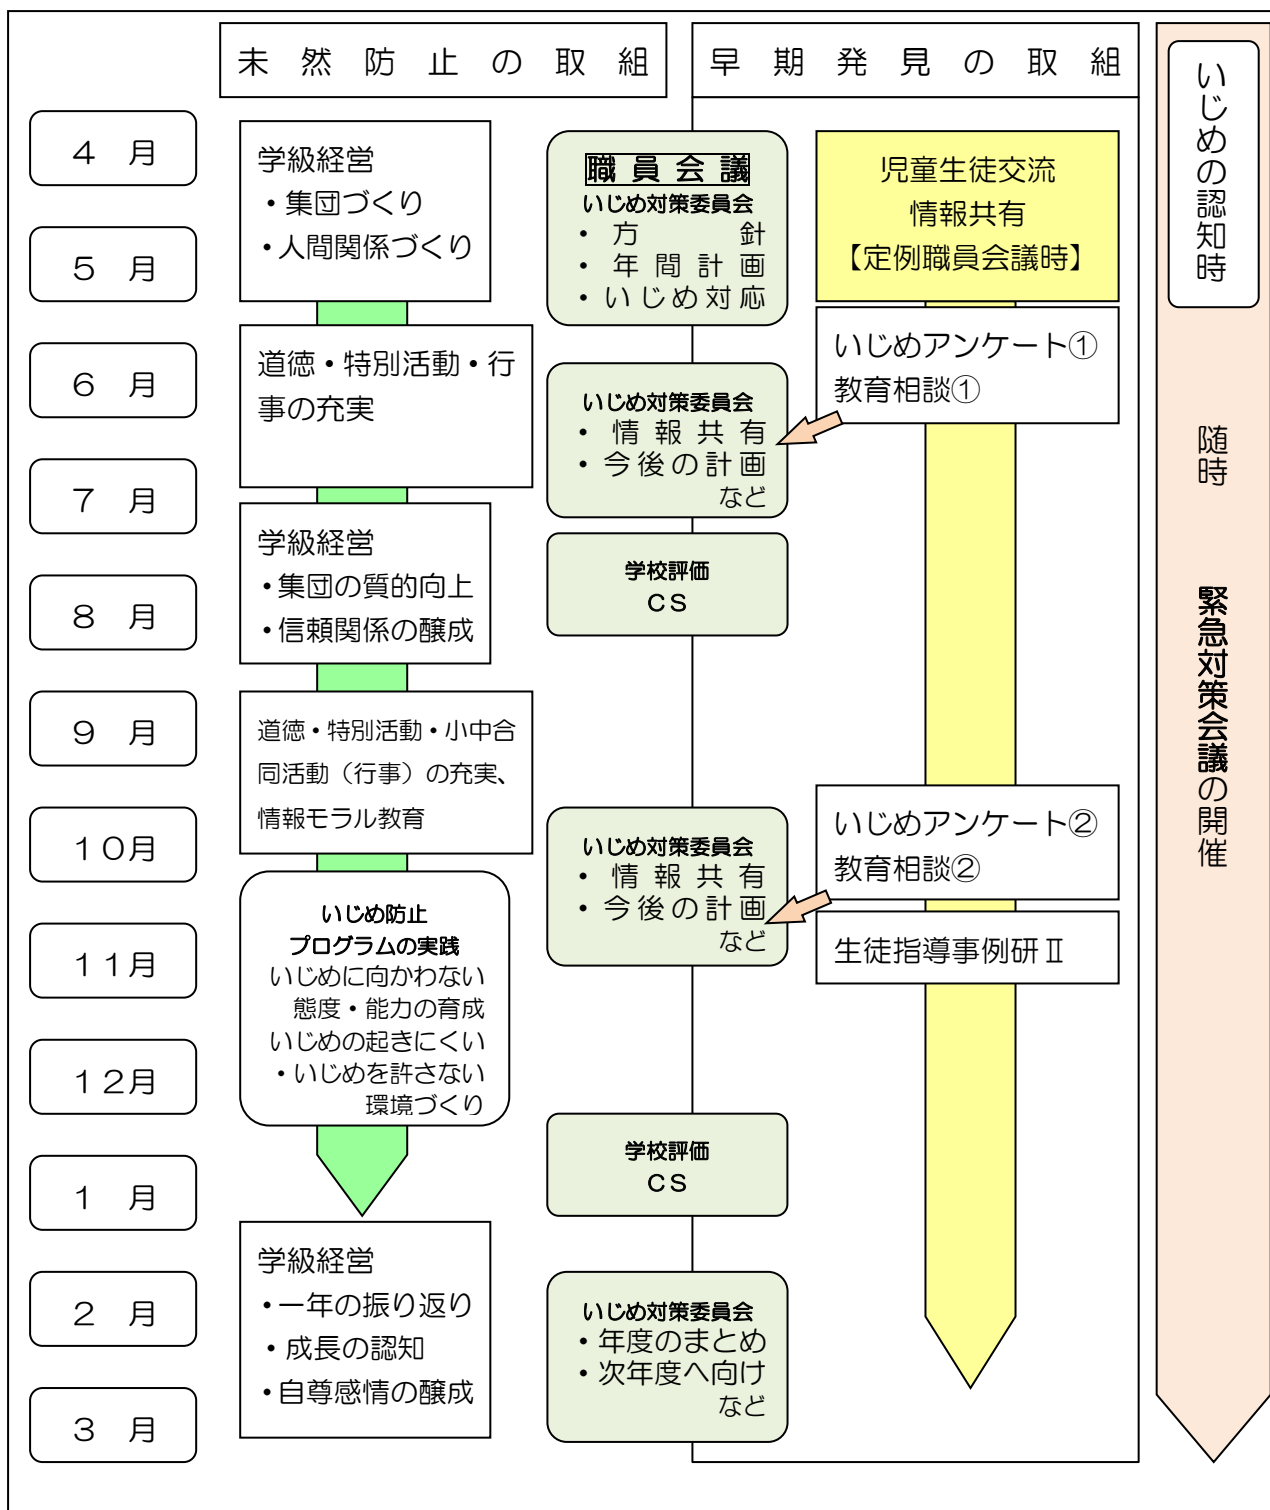 未然防止の取組
早期発見の取組
4 月
5 月
6 月
7 月
8 月
9 月
10月
11月
12月
1 月
2 月
3 月
学級経営
・集団づくり
・人間関係づくり
道徳・特別活動・行
事の充実
学級経営
・集団の質的向上
・信頼関係の醸成
道徳・特別活動・小中合
同活動（行事）の充実、
情報モラル教育
いじめ防止
プログラムの実践
いじめに向かわない
態度・能力の育成
いじめの起きにくい
・いじめを許さない
環境づくり
学級経営
・一年の振り返り
・成長の認知
・自尊感情の醸成
職員会議
いじめ対策委員会
・方 針
・年間計画
・いじめ対応
いじめ対策委員会
・情報共有
・今後の計画
など
学校評価
CS
いじめ対策委員会
・情報共有
・今後の計画
など
学校評価
CS
いじめ対策委員会
・年度のまとめ
・次年度へ向け
など
児童生徒交流
情報共有
【定例職員会議時】
いじめアンケート①
教育相談①
いじめアンケート②
教育相談②
生徒指導事例研Ⅱ
いじめの認知時
随時 緊急対策会議の開催